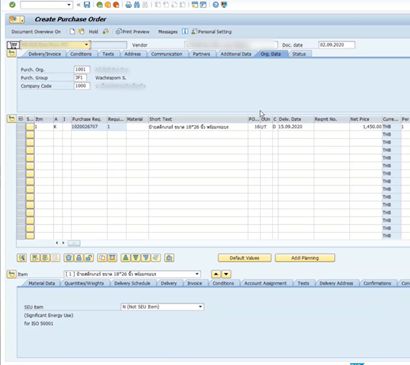 Create Purchase Order
Document Overview On
Hold
Print Preview
Messages
Personal Setting
Vendor
Doc. date
02.09.2020
Delivery/Invoice
Conditions
Texts
Address
Communication
Partners
Additional Data
Org. Data
Status
Purch. Org.
1001
Purch. Group
3P1
Wachiraporn S.
Company Code
1000
S... Itm A I Purchase Req. Requi... Material Short Text PO... OUn C Deliv. Date Reqmt No. Net Price Curre... Per
1 K 1020026707 1 ป้ายสติ๊กเกอร์ ขนาด 18*26 นิ้ว พร้อมกรอบ D 15.09.2020 1,450.00 THB
THB
THB
THB
THB
THB
THB
THB
THB
THB
THB
THB
THB
Default Values
Addl Planning
Item
[ 1 ] ป้ายสติ๊กเกอร์ ขนาด 18*26 นิ้ว พร้อมกรอบ
Material Data
Quantities/Weights
Delivery Schedule
Delivery
Invoice
Conditions
Account Assignment
Texts
Delivery Address
Confirmations
SEU item
N (Not SEU Item)
(Significant Energy Use)
for ISO 50001